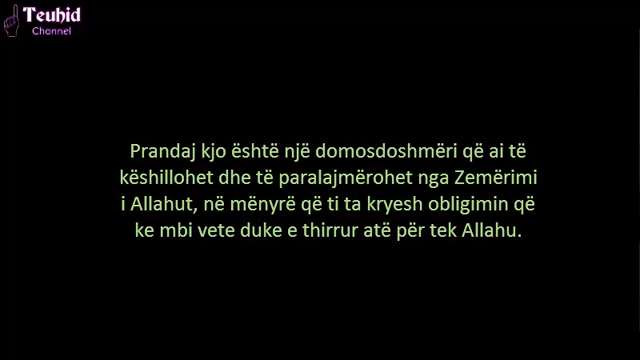 Teuhid
Channel
Prandaj kjo është një domosdoshmëri që ai të
këshillohet dhe të paralajmërohet nga Zemërimi
i Allahut, në mënyrë që ti ta kryesh obligimin që
ke mbi vete duke e thirrur atë për tek Allahu.